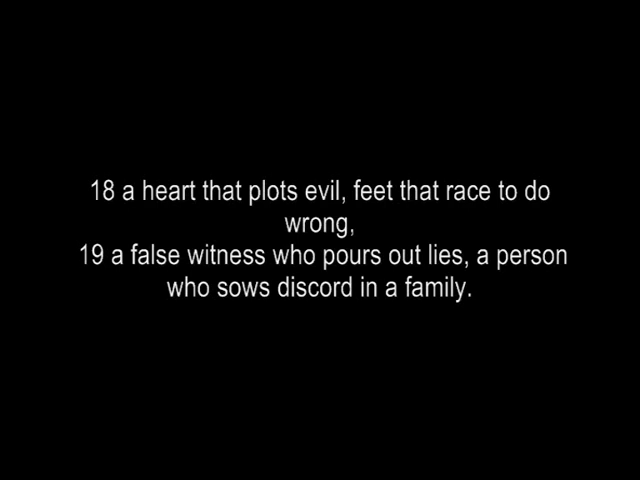 18 a heart that plots evil, feet that race to do
wrong,
19 a false witness who pours out lies, a person
who sows discord in a family.